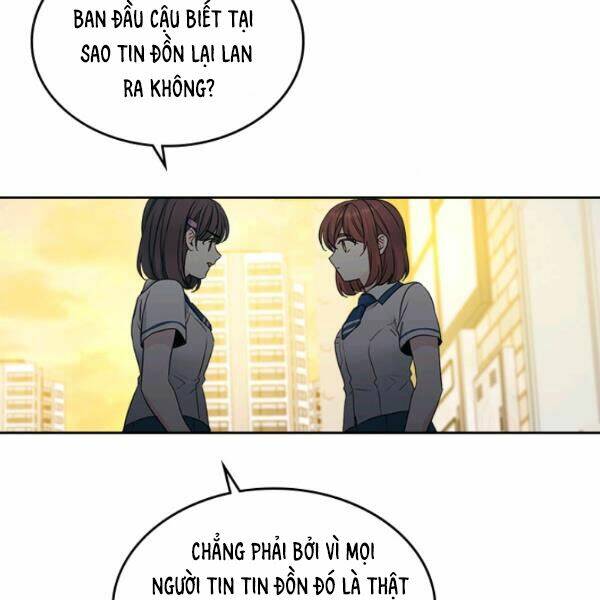 BAN ĐẦU CẬU BIẾT TẠI
SAO TIN ĐỒN LẠI LAN
RA KHÔNG?
CHẲNG PHẢI BỞI VÌ MỌI
NGƯỜI TIN TIN ĐỒN ĐÓ LÀ THẬT